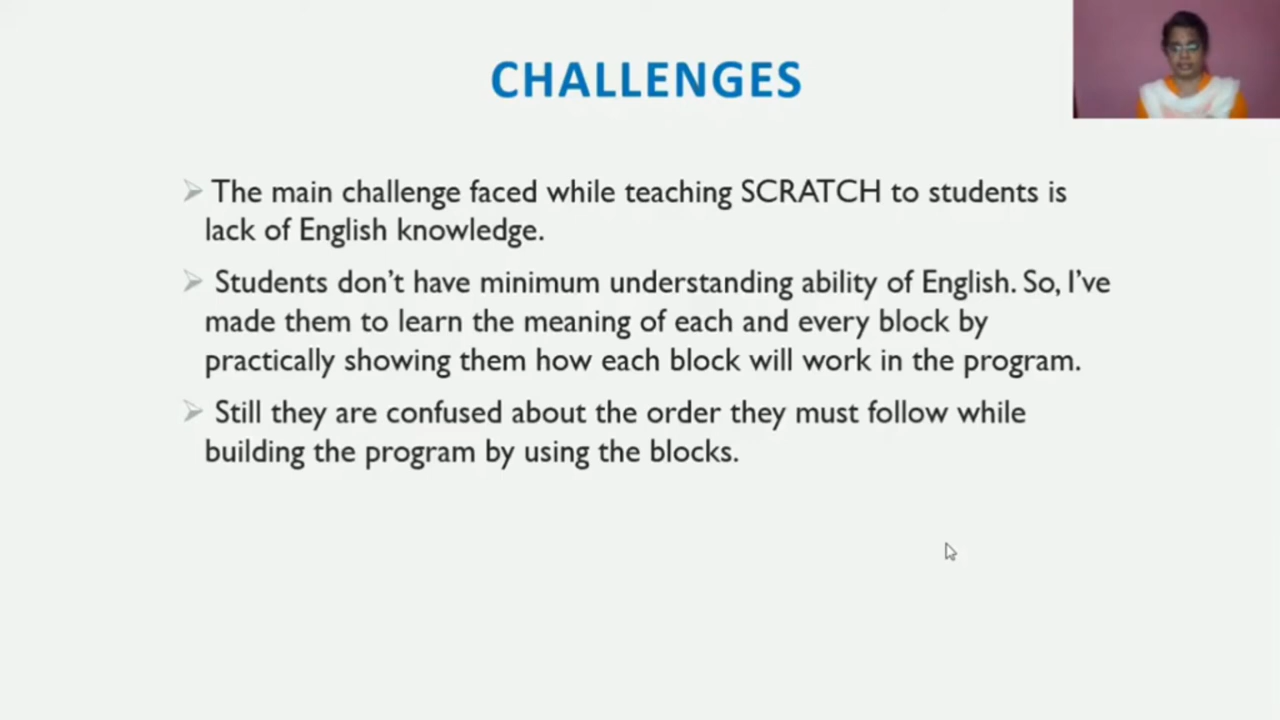 CHALLENGES
The main challenge faced while teaching SCRATCH to students is
lack of English knowledge.
Students don't have minimum understanding ability of English. So, I've
made them to learn the meaning of each and every block by
practically showing them how each block will work in the program.
Still they are confused about the order they must follow while
building the program by using the blocks.